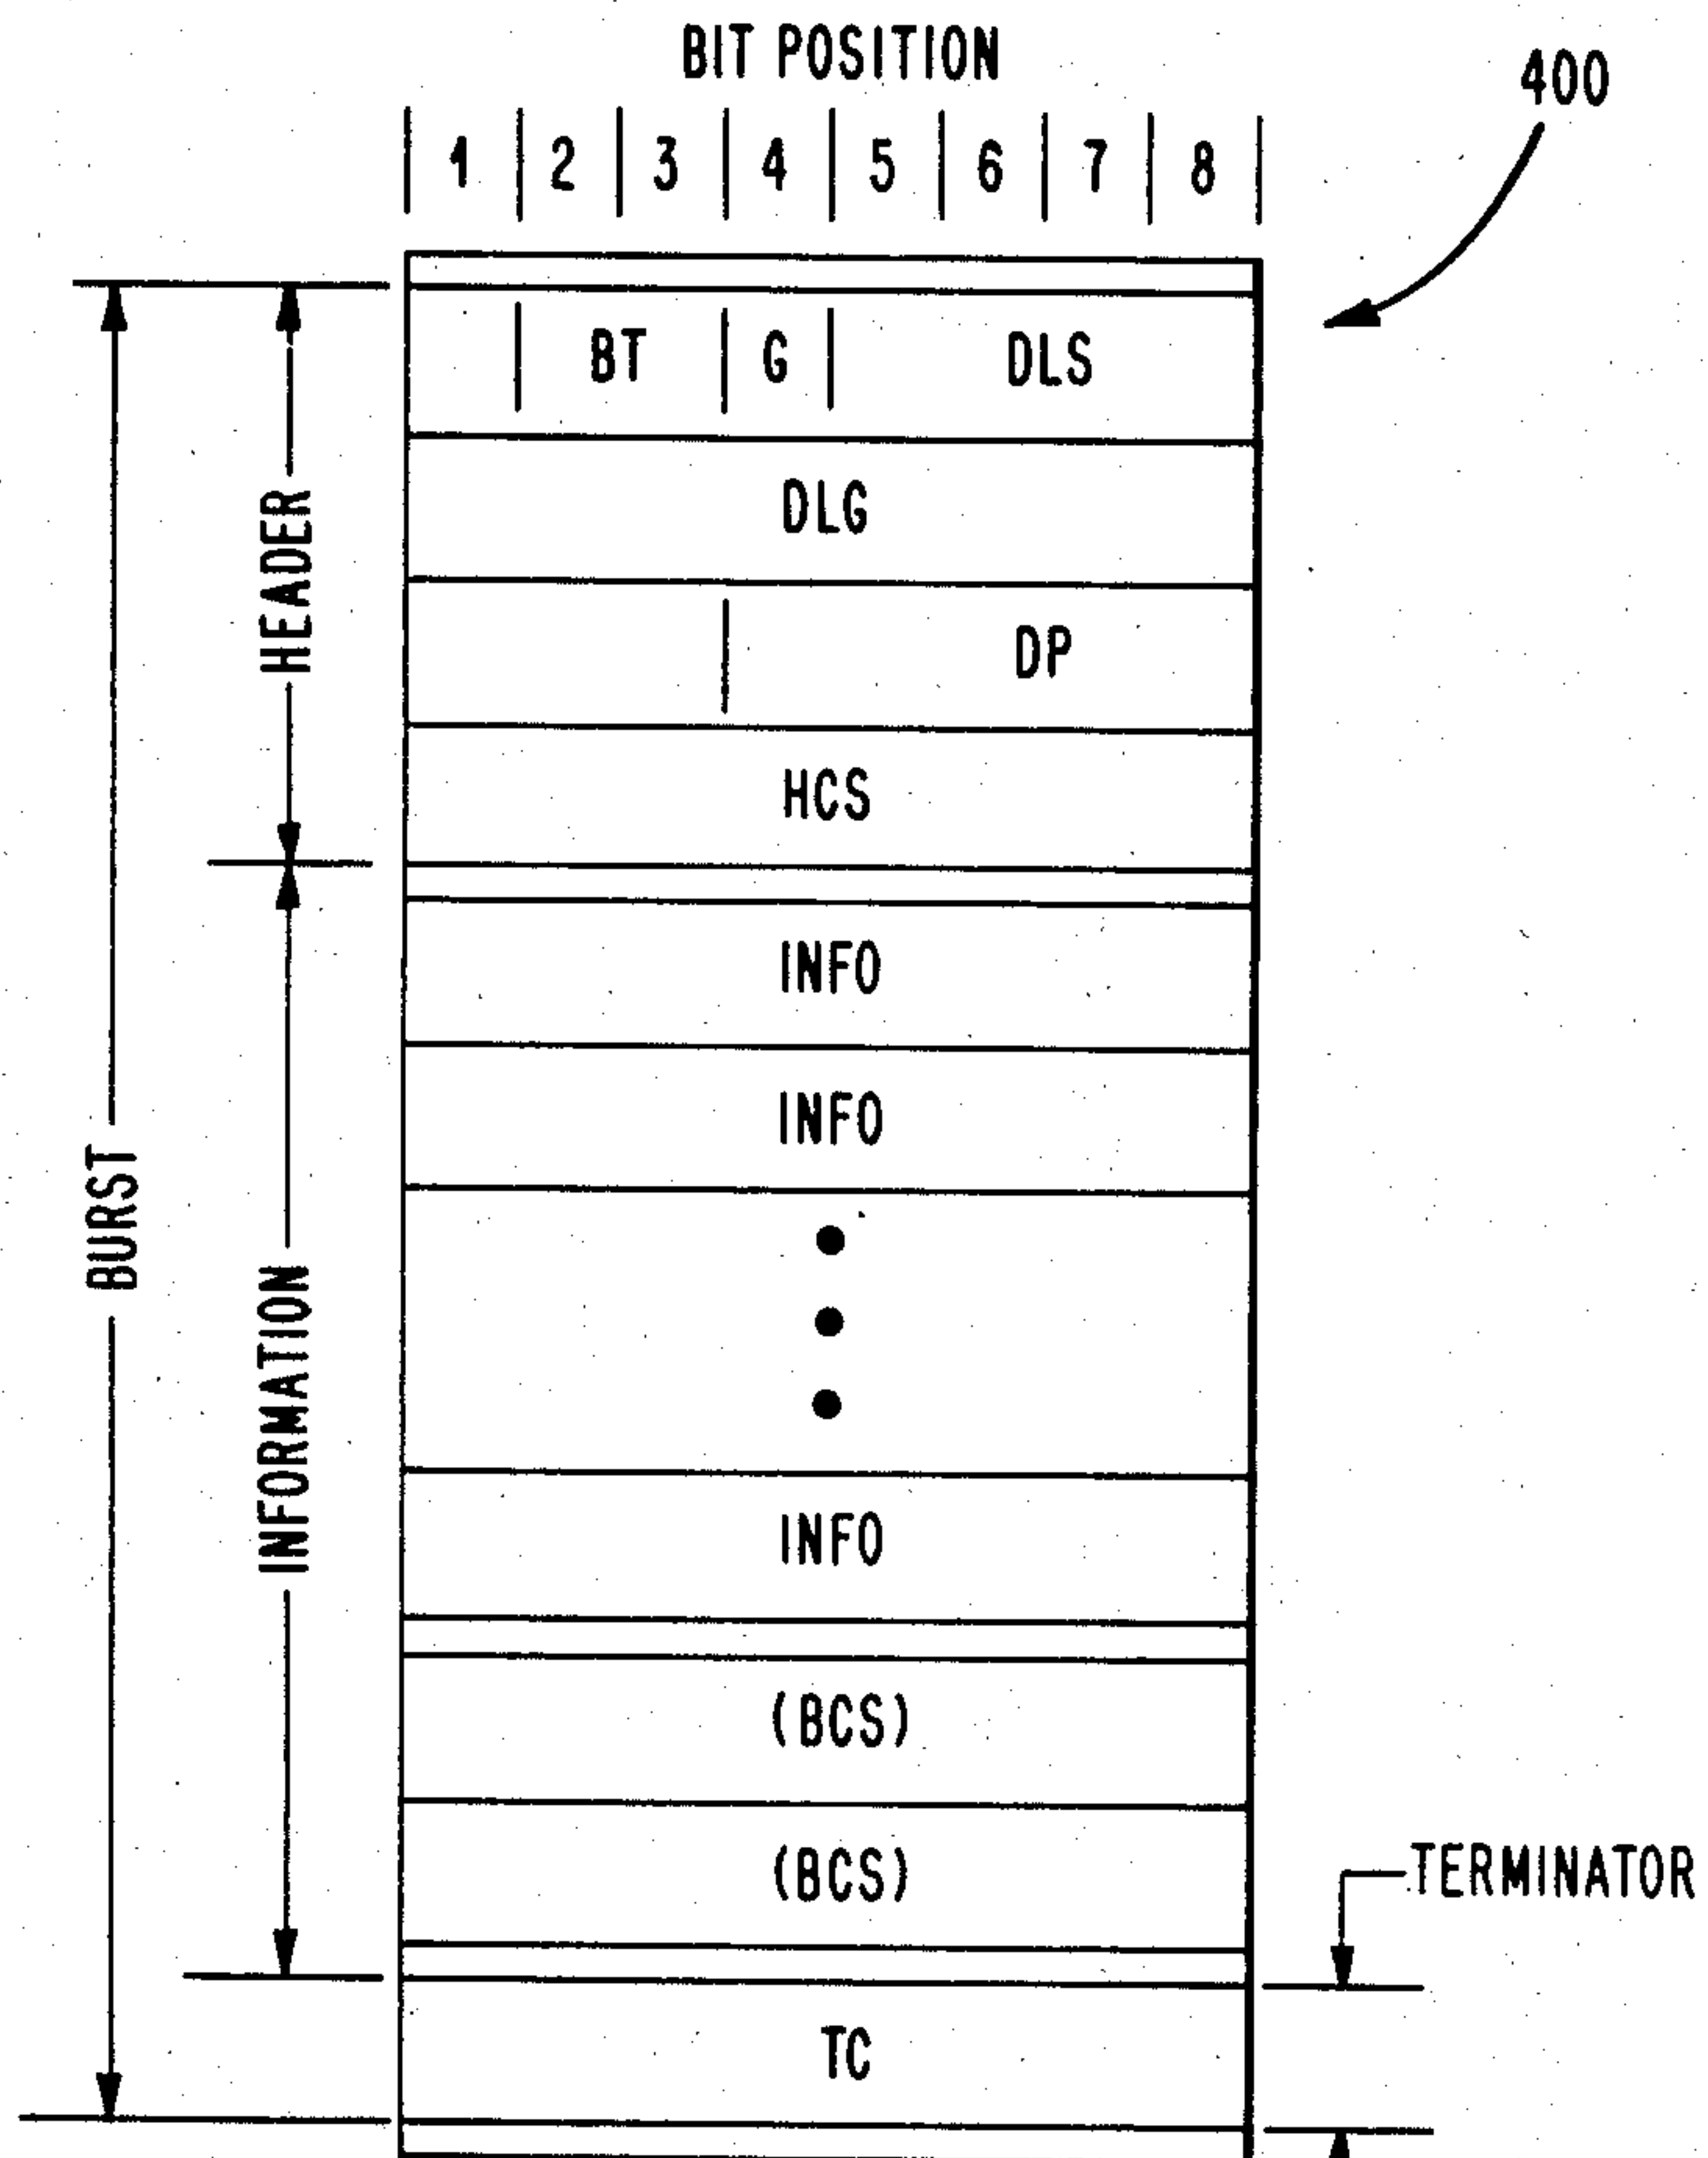 BIT POSITION
400
1 2 3 4 5 6 7 8
BT G DLS
DLG
DP
HCS
HEADER
INFO
INFO
BURST
INFORMATION
INFO
(BCS)
(BCS)
TERMINATOR
TC